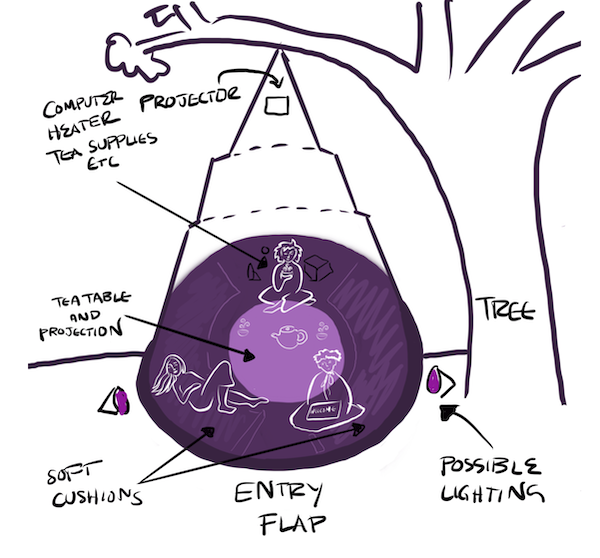 COMPUTER
HEATER
TEA SUPPLIES
ETC
PROJECTOR
TEA TABLE
AND
PROJECTION
TREE
SOFT
CUSHIONS
ENTRY
FLAP
POSSIBLE
LIGHTING